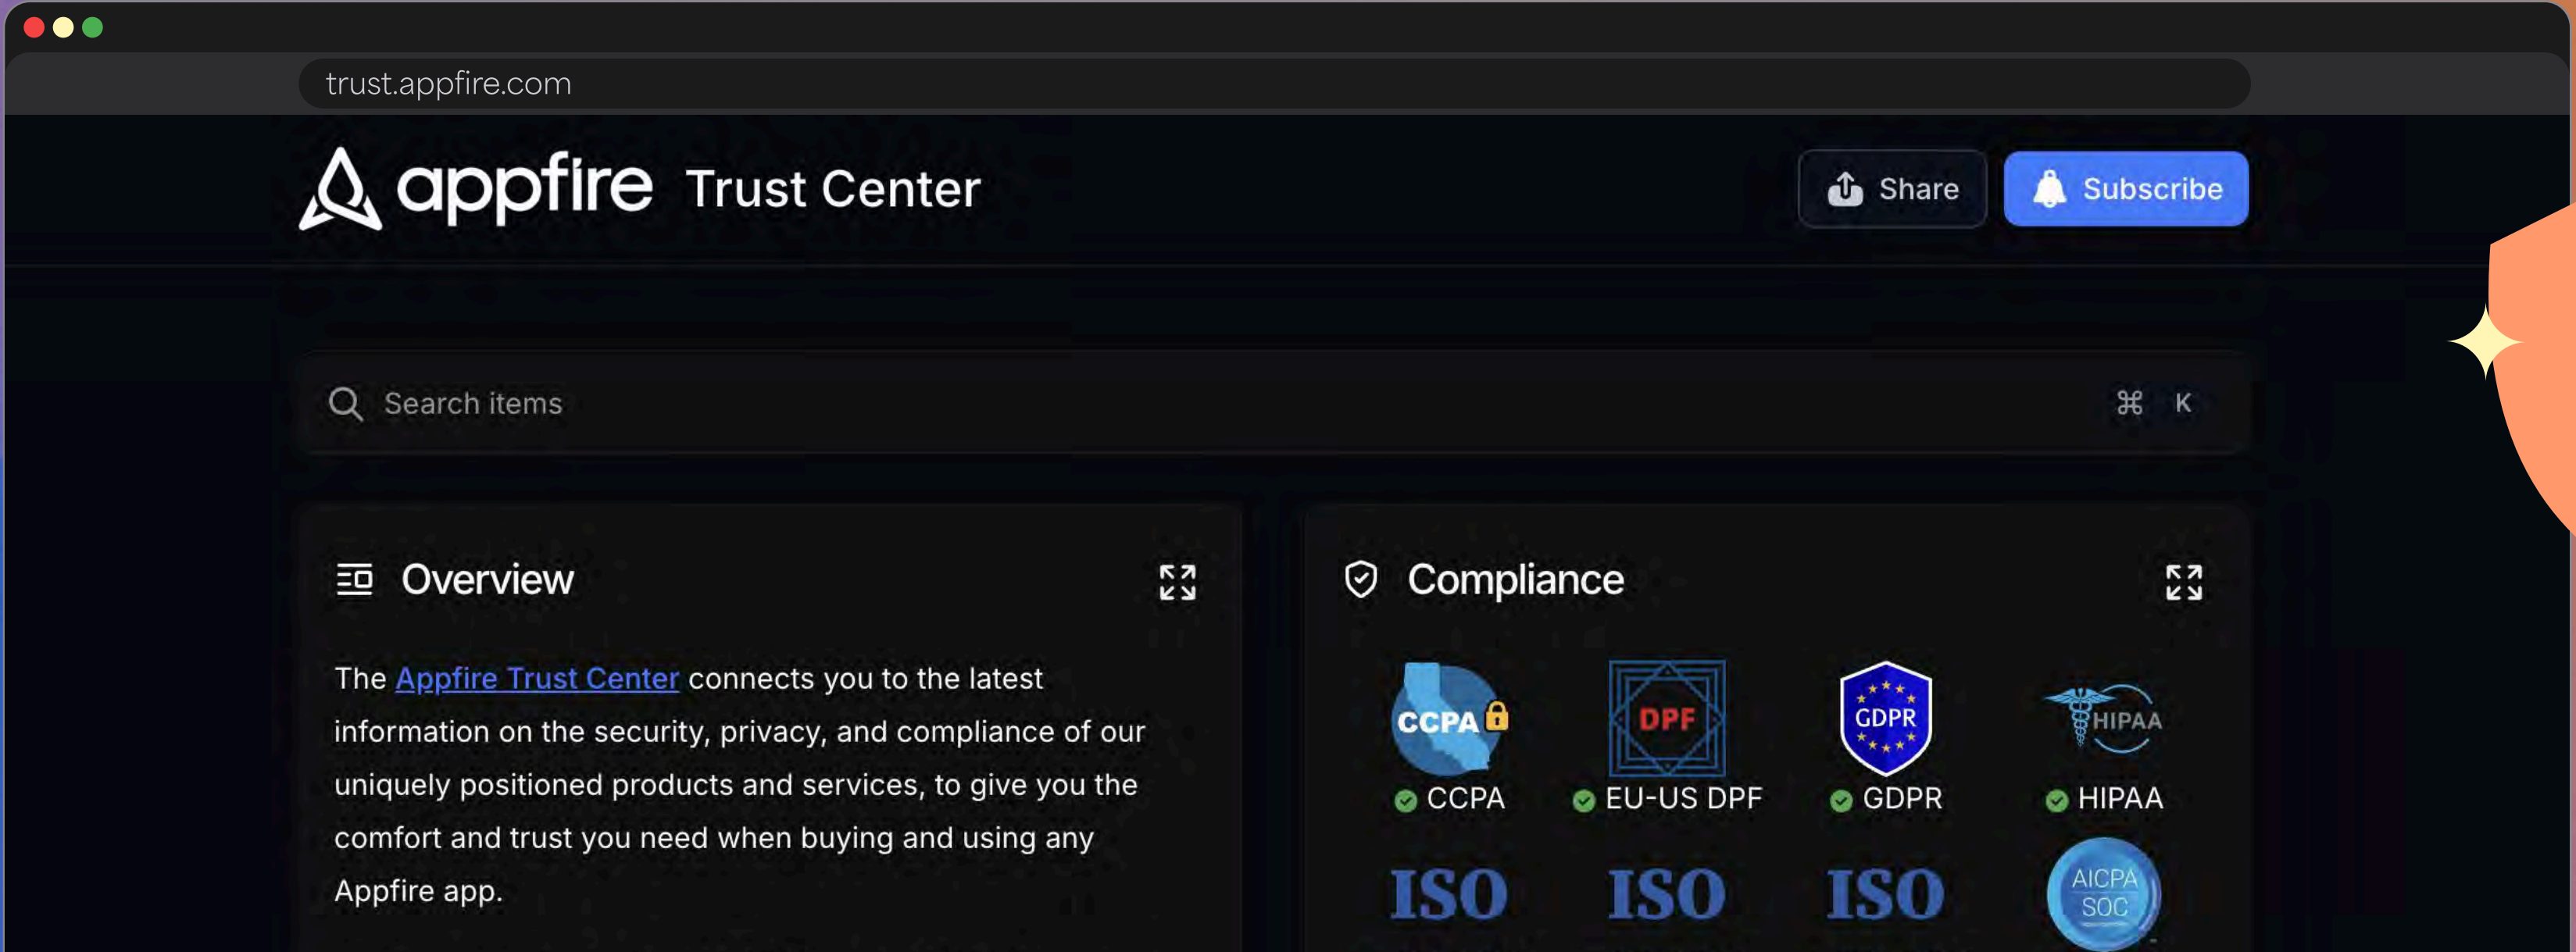 trust.appfire.com
appfire Trust Center
Share
Subscribe
Search items
⌘ K
Overview
The Appfire Trust Center connects you to the latest
information on the security, privacy, and compliance of our
uniquely positioned products and services, to give you the
comfort and trust you need when buying and using any
Appfire app.
Compliance
CCPA
DPF
GDPR
HIPAA
CCPA
EU-US DPF
GDPR
HIPAA
ISO
ISO
ISO
AICPA
SOC